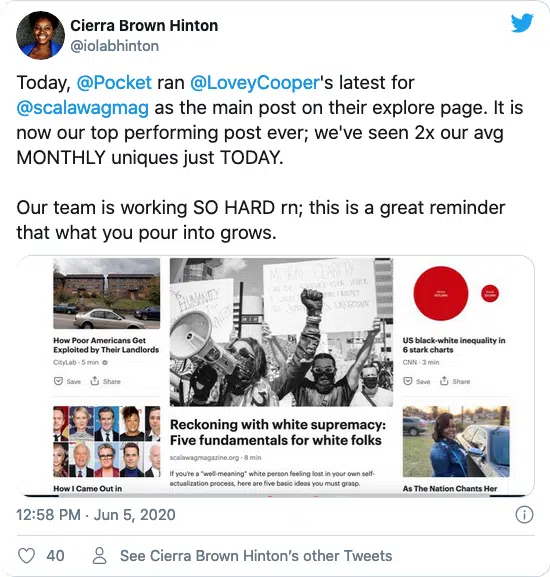 Cierra Brown Hinton
@iolabhinton
Today, @Pocket ran @LoveyCooper's latest for
@scalawagmag as the main post on their explore page. It is
now our top performing post ever; we've seen 2x our avg
MONTHLY uniques just TODAY.
Our team is working SO HARD rn; this is a great reminder
that what you pour into grows.
How Poor Americans Get
Exploited by Their Landlords
CityLab · 5 min
Save Share
How I Came Out in
HUMANITY
MORAL CLARITY
Reckoning with white supremacy:
Five fundamentals for white folks
scalawagmagazine.org · 8 min
If you're a "well-meaning" white person feeling lost in your own self-
actualization process, here are five basic ideas you must grasp.
US black-white inequality in
6 stark charts
CNN · 3 min
Save Share
As The Nation Chants Her
12:58 PM · Jun 5, 2020
40 See Cierra Brown Hinton's other Tweets